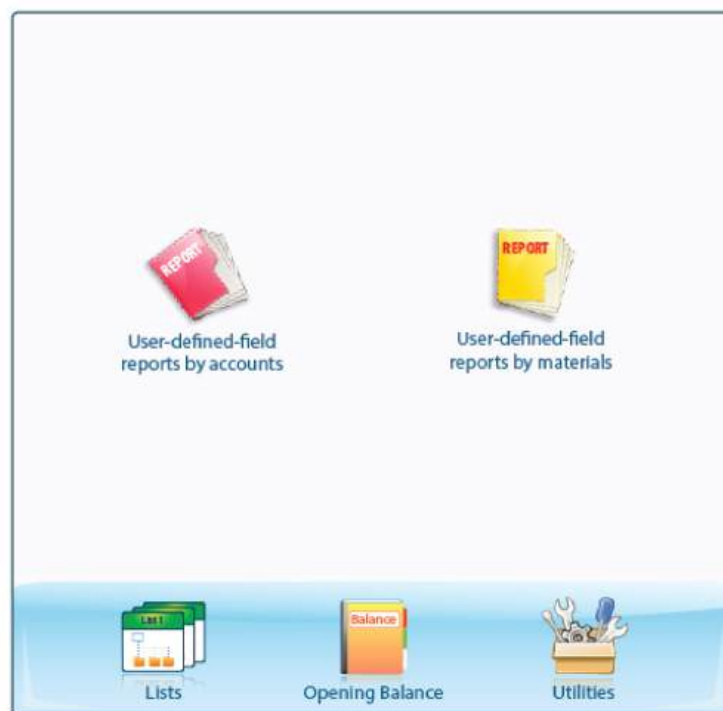 REPORT
REPORT
User-defined-field
reports by accounts
User-defined-field
reports by materials
List 1
Balance
Lists
Opening Balance
Utilities